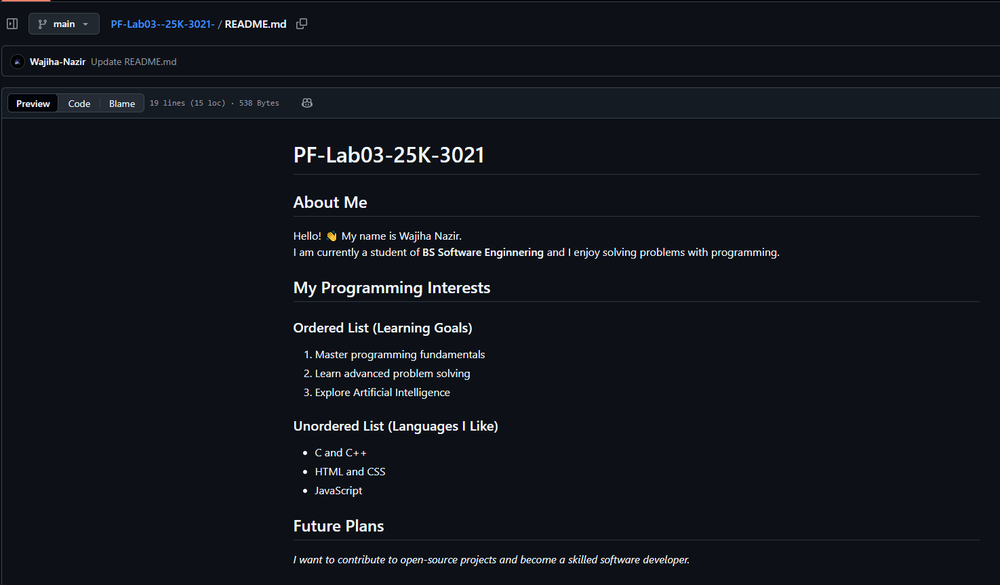 main
PF-Lab03--25K-3021- / README.md
Wajiha-Nazir Update README.md
Preview Code Blame 19 lines (15 loc) · 538 Bytes
PF-Lab03-25K-3021
About Me
Hello! 👋 My name is Wajiha Nazir.
I am currently a student of BS Software Enginnering and I enjoy solving problems with programming.
My Programming Interests
Ordered List (Learning Goals)
1. Master programming fundamentals
2. Learn advanced problem solving
3. Explore Artificial Intelligence
Unordered List (Languages I Like)
• C and C++
• HTML and CSS
• JavaScript
Future Plans
I want to contribute to open-source projects and become a skilled software developer.